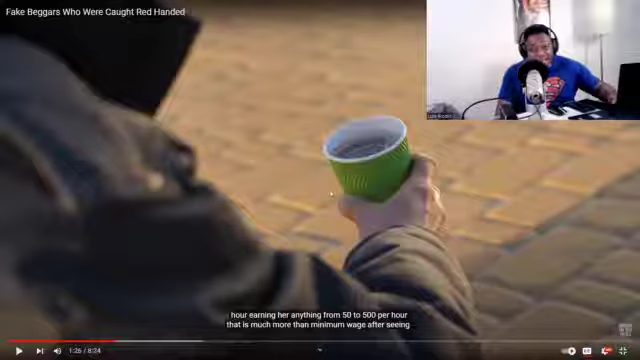 Fake Beggars Who Were Caught Red Handed
hour earning her anything from 50 to 500 per hour
that is much more than minimum wage after seeing
1:26 / 8:24